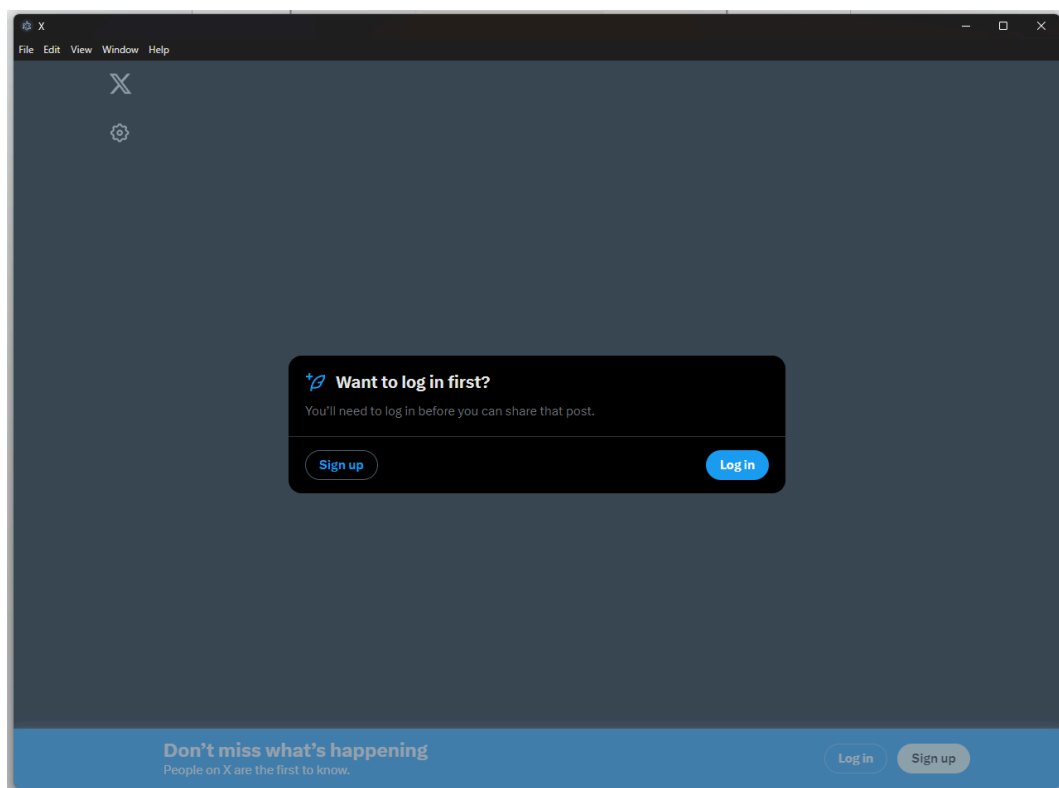 X
File Edit View Window Help
Want to log in first?
You'll need to log in before you can share that post.
Sign up
Log in
Don't miss what's happening
People on X are the first to know.
Log in
Sign up